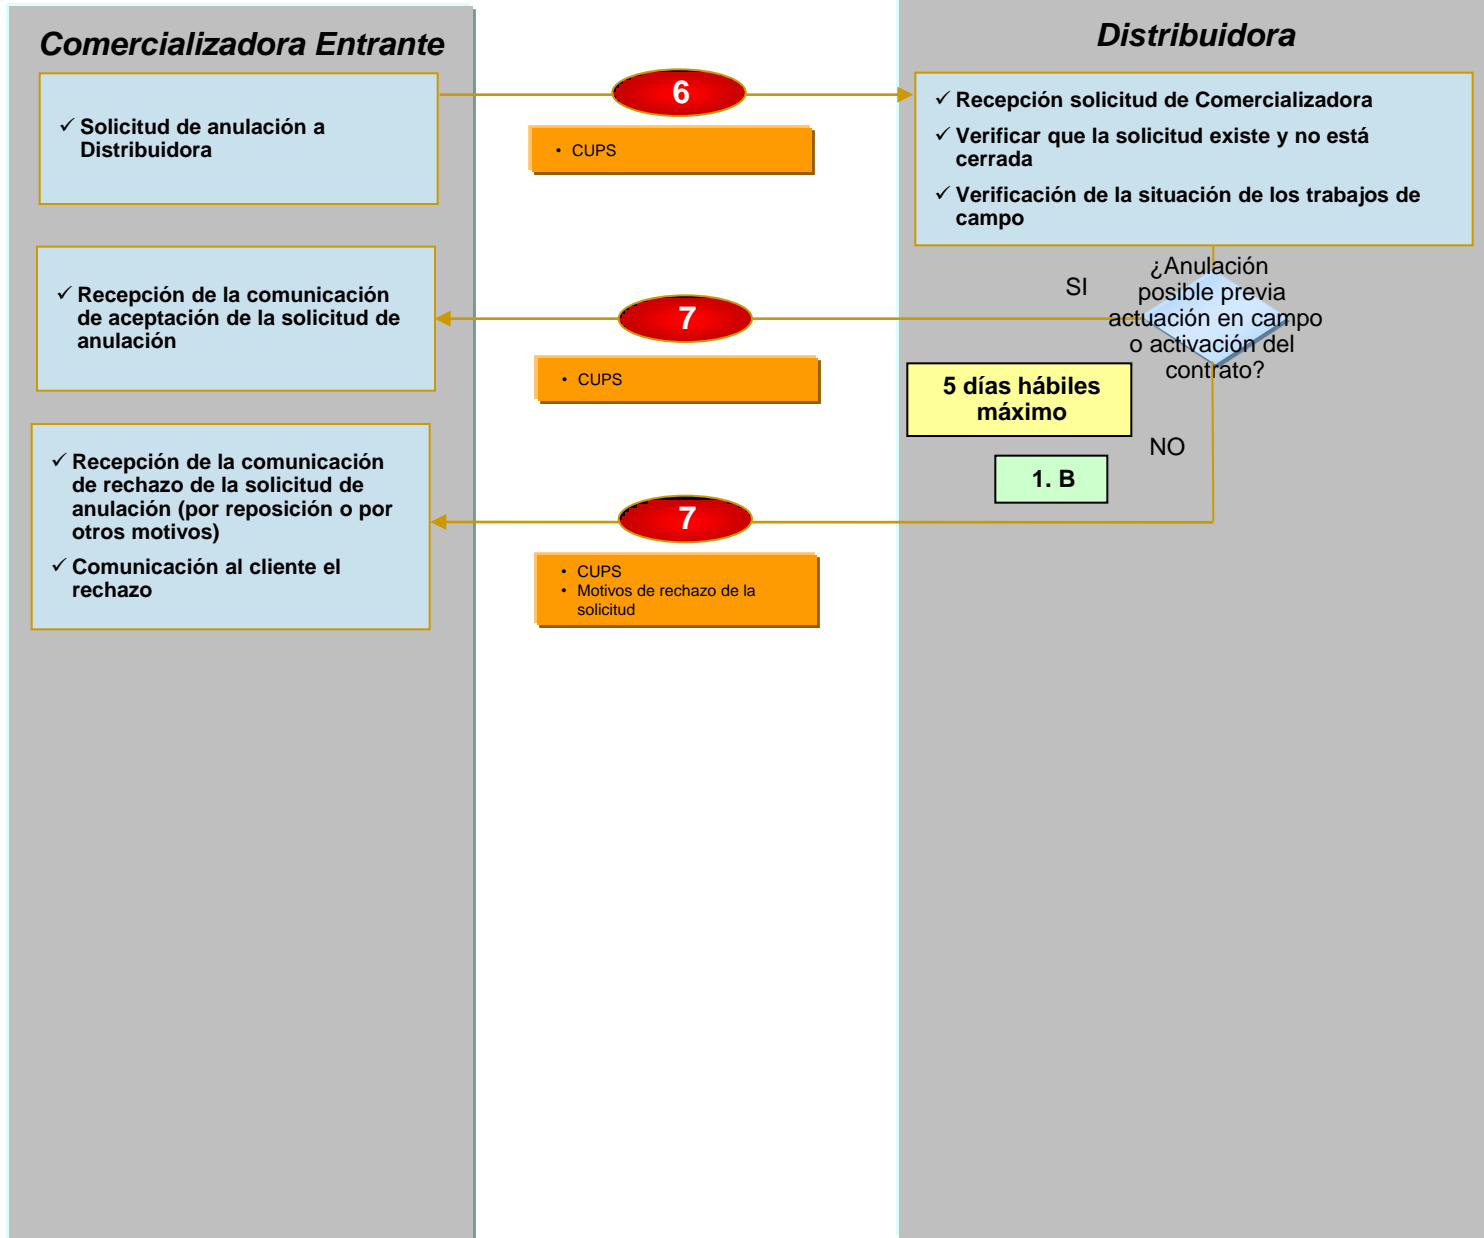 Comercializadora Entrante
✓ Solicitud de anulación a
Distribuidora
6
• CUPS
Distribuidora
✓ Recepción solicitud de Comercializadora
✓ Verificar que la solicitud existe y no está
cerrada
✓ Verificación de la situación de los trabajos de
campo
✓ Recepción de la comunicación
de aceptación de la solicitud de
anulación
7
• CUPS
SI
¿Anulación
posible previa
actuación en campo
o activación del
contrato?
5 días hábiles
máximo
NO
1. B
✓ Recepción de la comunicación
de rechazo de la solicitud de
anulación (por reposición o por
otros motivos)
✓ Comunicación al cliente el
rechazo
7
• CUPS
• Motivos de rechazo de la
solicitud